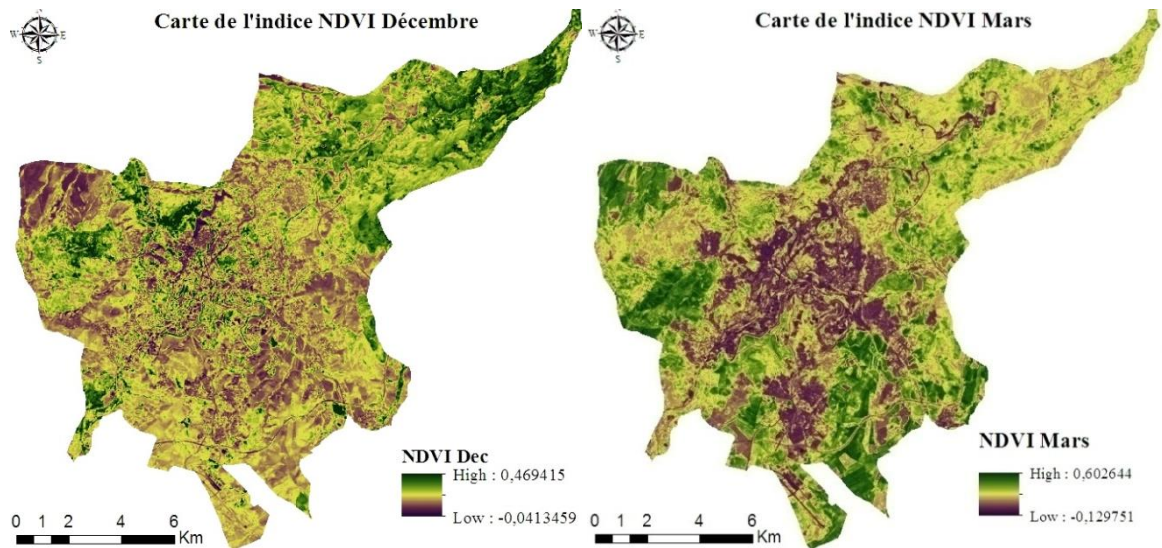 Carte de l'indice NDVI Décembre
N
W
E
S
NDVI Dec
High : 0,469415
Low : -0,0413459
0 1 2 4 6
Km
Carte de l'indice NDVI Mars
N
W
E
S
NDVI Mars
High : 0,602644
Low : -0,129751
0 1 2 4 6
Km